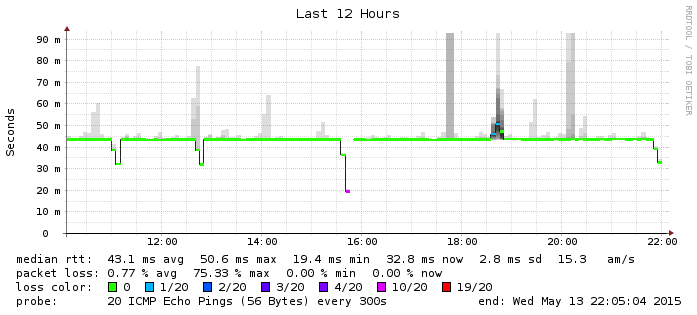 Last 12 Hours
RRDTOOL / TOBI OETIKER
Seconds
90 m
80 m
70 m
60 m
50 m
40 m
30 m
20 m
10 m
0
12:00 14:00 16:00 18:00 20:00 22:00
median rtt: 43.1 ms avg 50.6 ms max 19.4 ms min 32.8 ms now 2.8 ms sd 15.3 am/s
packet loss: 0.77 % avg 75.33 % max 0.00 % min 0.00 % now
loss color: 0 1/20 2/20 3/20 4/20 10/20 19/20
probe: 20 ICMP Echo Pings (56 Bytes) every 300s end: Wed May 13 22:05:04 2015